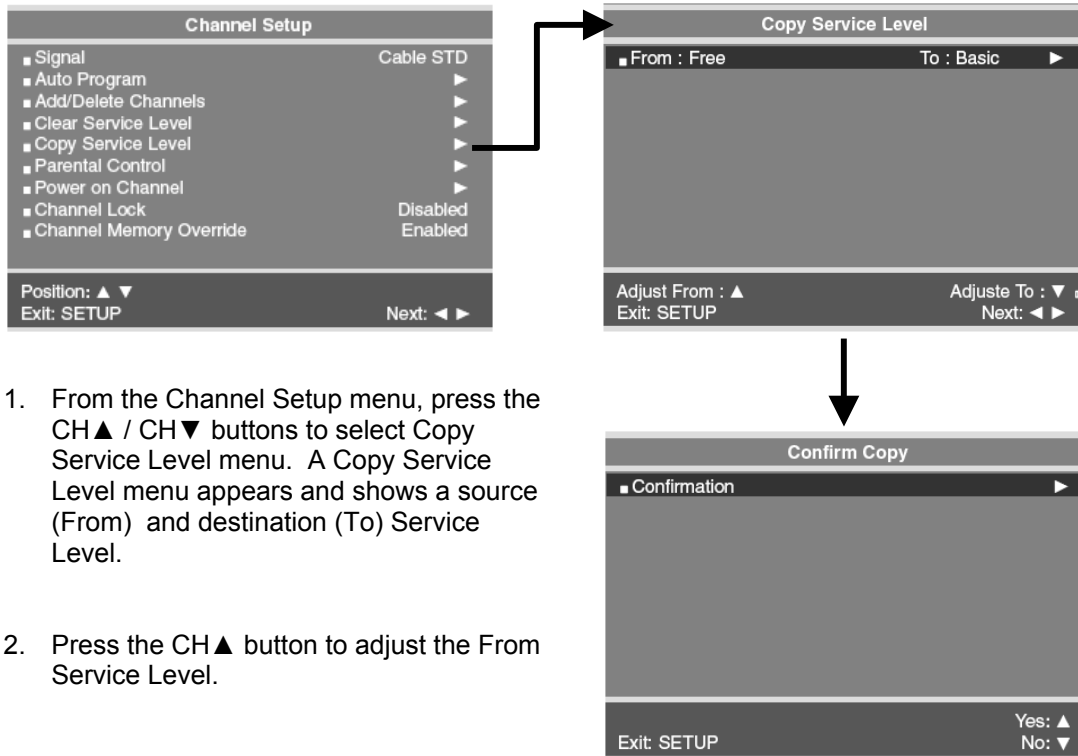 Channel Setup
■ Signal Cable STD
■ Auto Program ►
■ Add/Delete Channels ►
■ Clear Service Level ►
■ Copy Service Level ►
■ Parental Control ►
■ Power on Channel ►
■ Channel Lock Disabled
■ Channel Memory Override Enabled
Position: ▲ ▼
Exit: SETUP Next: ◄ ►
Copy Service Level
■ From : Free To : Basic ►
Adjust From : ▲ Adjuste To : ▼
Exit: SETUP Next: ◄ ►
1. From the Channel Setup menu, press the
CH▲ / CH▼ buttons to select Copy
Service Level menu. A Copy Service
Level menu appears and shows a source
(From) and destination (To) Service
Level.
2. Press the CH▲ button to adjust the From
Service Level.
Confirm Copy
■ Confirmation ►
Yes: ▲
Exit: SETUP No: ▼